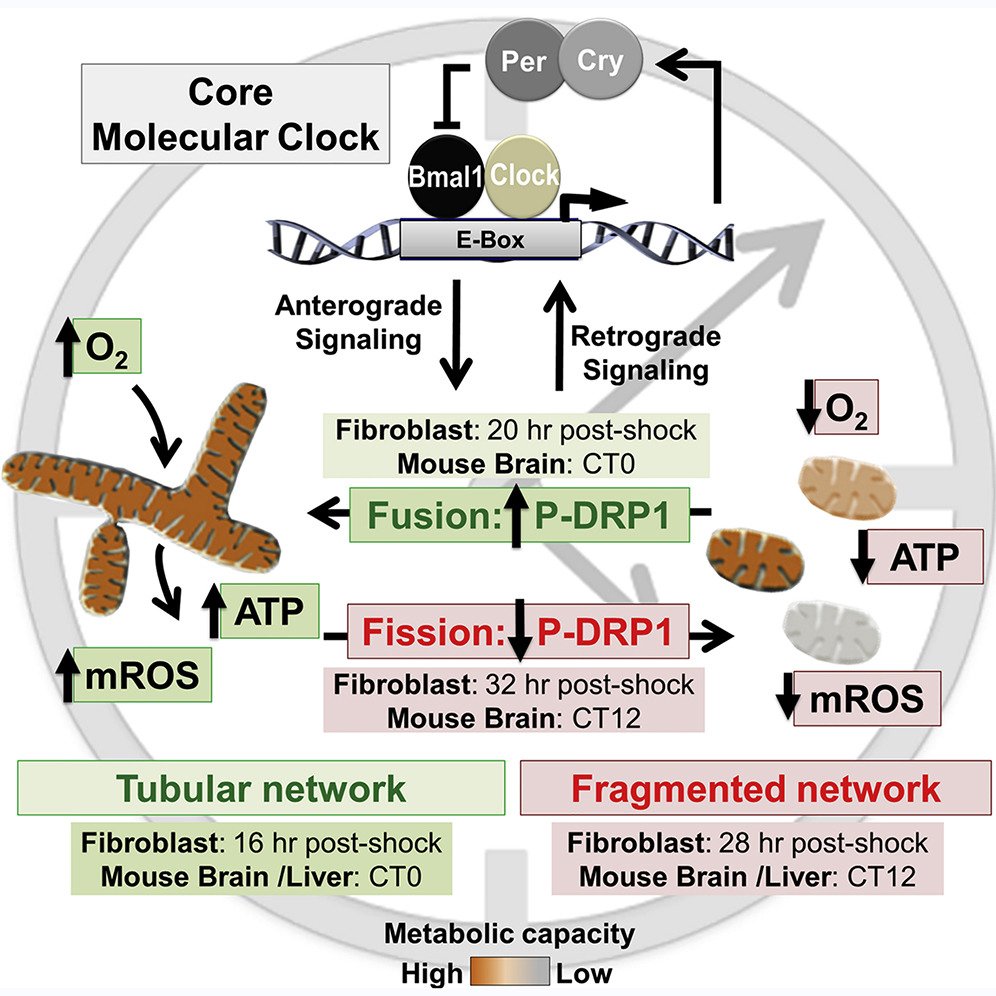 Per
Cry
Core
Molecular Clock
Bmal1
Clock
E-Box
Anterograde
Signaling
Retrograde
Signaling
O2
O2
Fibroblast: 20 hr post-shock
Mouse Brain: CT0
Fusion: P-DRP1
ATP
ATP
Fission: P-DRP1
mROS
Fibroblast: 32 hr post-shock
Mouse Brain: CT12
mROS
Tubular network
Fragmented network
Fibroblast: 16 hr post-shock
Mouse Brain /Liver: CT0
Fibroblast: 28 hr post-shock
Mouse Brain /Liver: CT12
Metabolic capacity
High Low